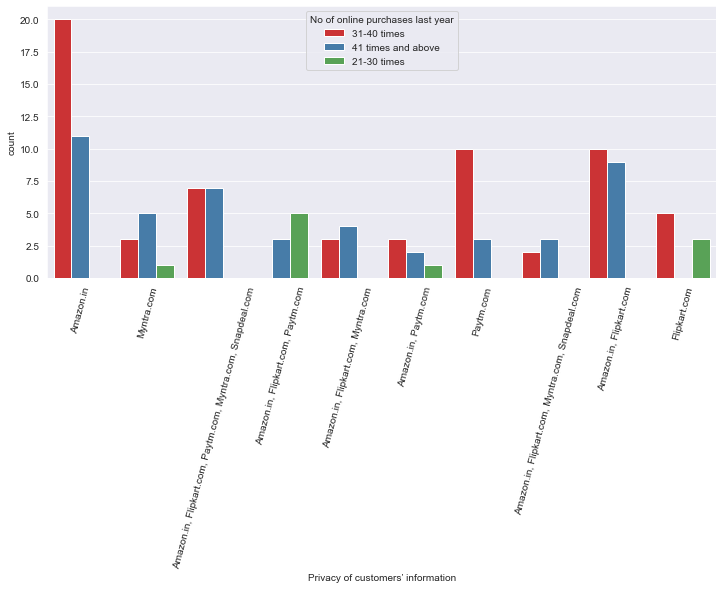 No of online purchases last year
31-40 times
41 times and above
21-30 times
20.0
17.5
15.0
12.5
10.0
7.5
5.0
2.5
0.0
count
Amazon.in
Myntra.com
Amazon.in, Flipkart.com, Paytm.com, Myntra.com, Snapdeal.com
Amazon.in, Flipkart.com, Paytm.com
Amazon.in, Flipkart.com, Myntra.com
Amazon.in, Paytm.com
Paytm.com
Amazon.in, Flipkart.com, Myntra.com, Snapdeal.com
Amazon.in, Flipkart.com
Flipkart.com
Privacy of customers’ information